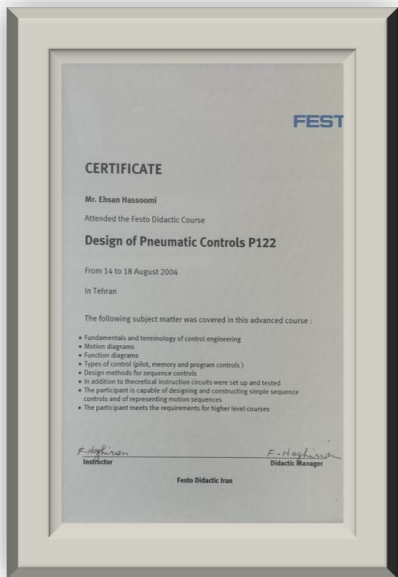 FEST
CERTIFICATE
Mr. Ehsan Hassoomi
Attended the Festo Didactic Course
Design of Pneumatic Controls P122
From 14 to 18 August 2004
In Tehran
The following subject matter was covered in this advanced course :
• Fundamentals and terminology of control engineering
• Motion diagrams
• Function diagrams
• Types of control (pilot, memory and program controls )
• Design methods for sequence controls
• In addition to theoretical instruction circuits were set up and tested
• The participant is capable of designing and constructing simple sequence
controls and of representing motion sequences
• The participant meets the requirements for higher level courses
F. Haghiran F. Haghiran
Instructor Didactic Manager
Festo Didactic Iran